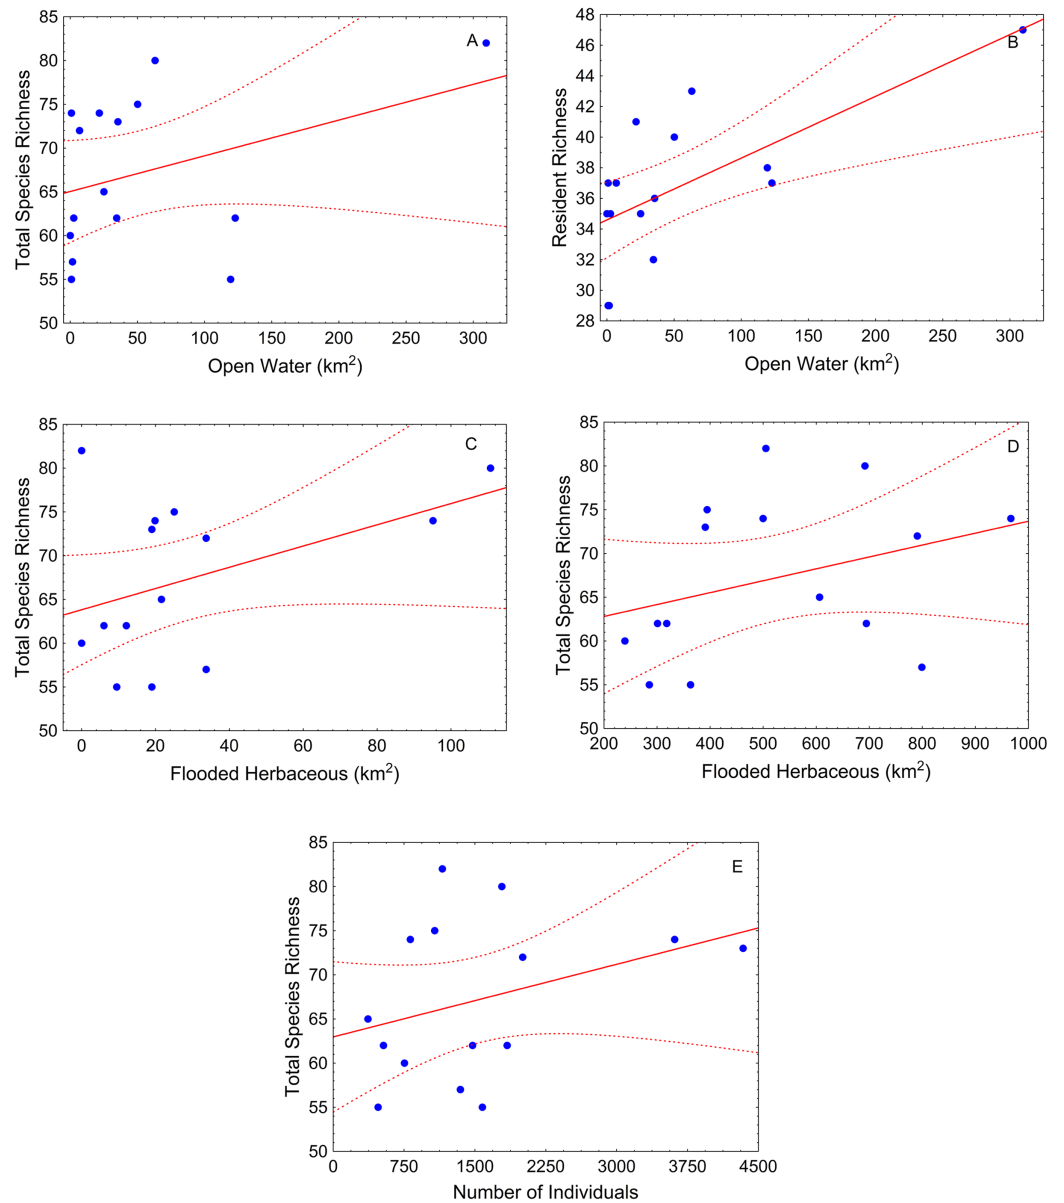 A
Total Species Richness
85
80
75
70
65
60
55
50
0 50 100 150 200 250 300
Open Water (km²)
B
Resident Richness
48
46
44
42
40
38
36
34
32
30
28
0 50 100 150 200 250 300
Open Water (km²)
C
Total Species Richness
85
80
75
70
65
60
55
50
0 20 40 60 80 100
Flooded Herbaceous (km²)
D
Total Species Richness
85
80
75
70
65
60
55
50
200 300 400 500 600 700 800 900 1000
Flooded Herbaceous (km²)
E
Total Species Richness
85
80
75
70
65
60
55
50
0 750 1500 2250 3000 3750 4500
Number of Individuals